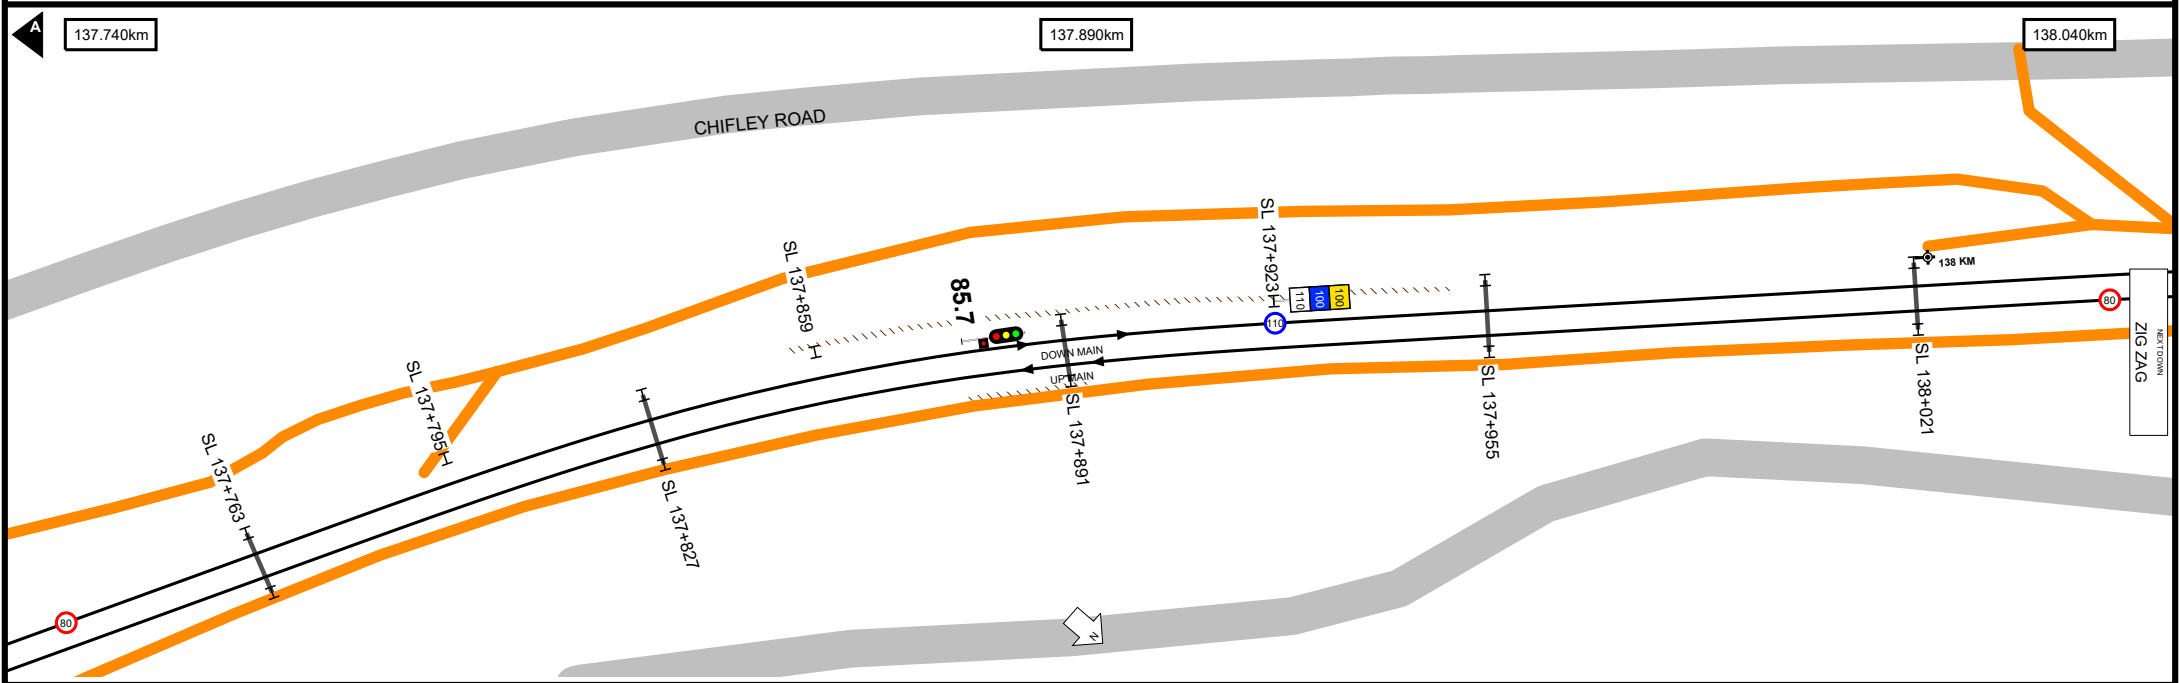 A
137.740km
137.890km
138.040km
CHIFLEY ROAD
SL 137+923
SL 137+859
85.7
110
100
100
110
138 KM
80
DOWN MAIN
UP MAIN
NEXT DOWN
ZIG ZAG
SL 137+795
SL 137+763
SL 137+827
SL 137+891
SL 137+955
SL 138+021
80
N